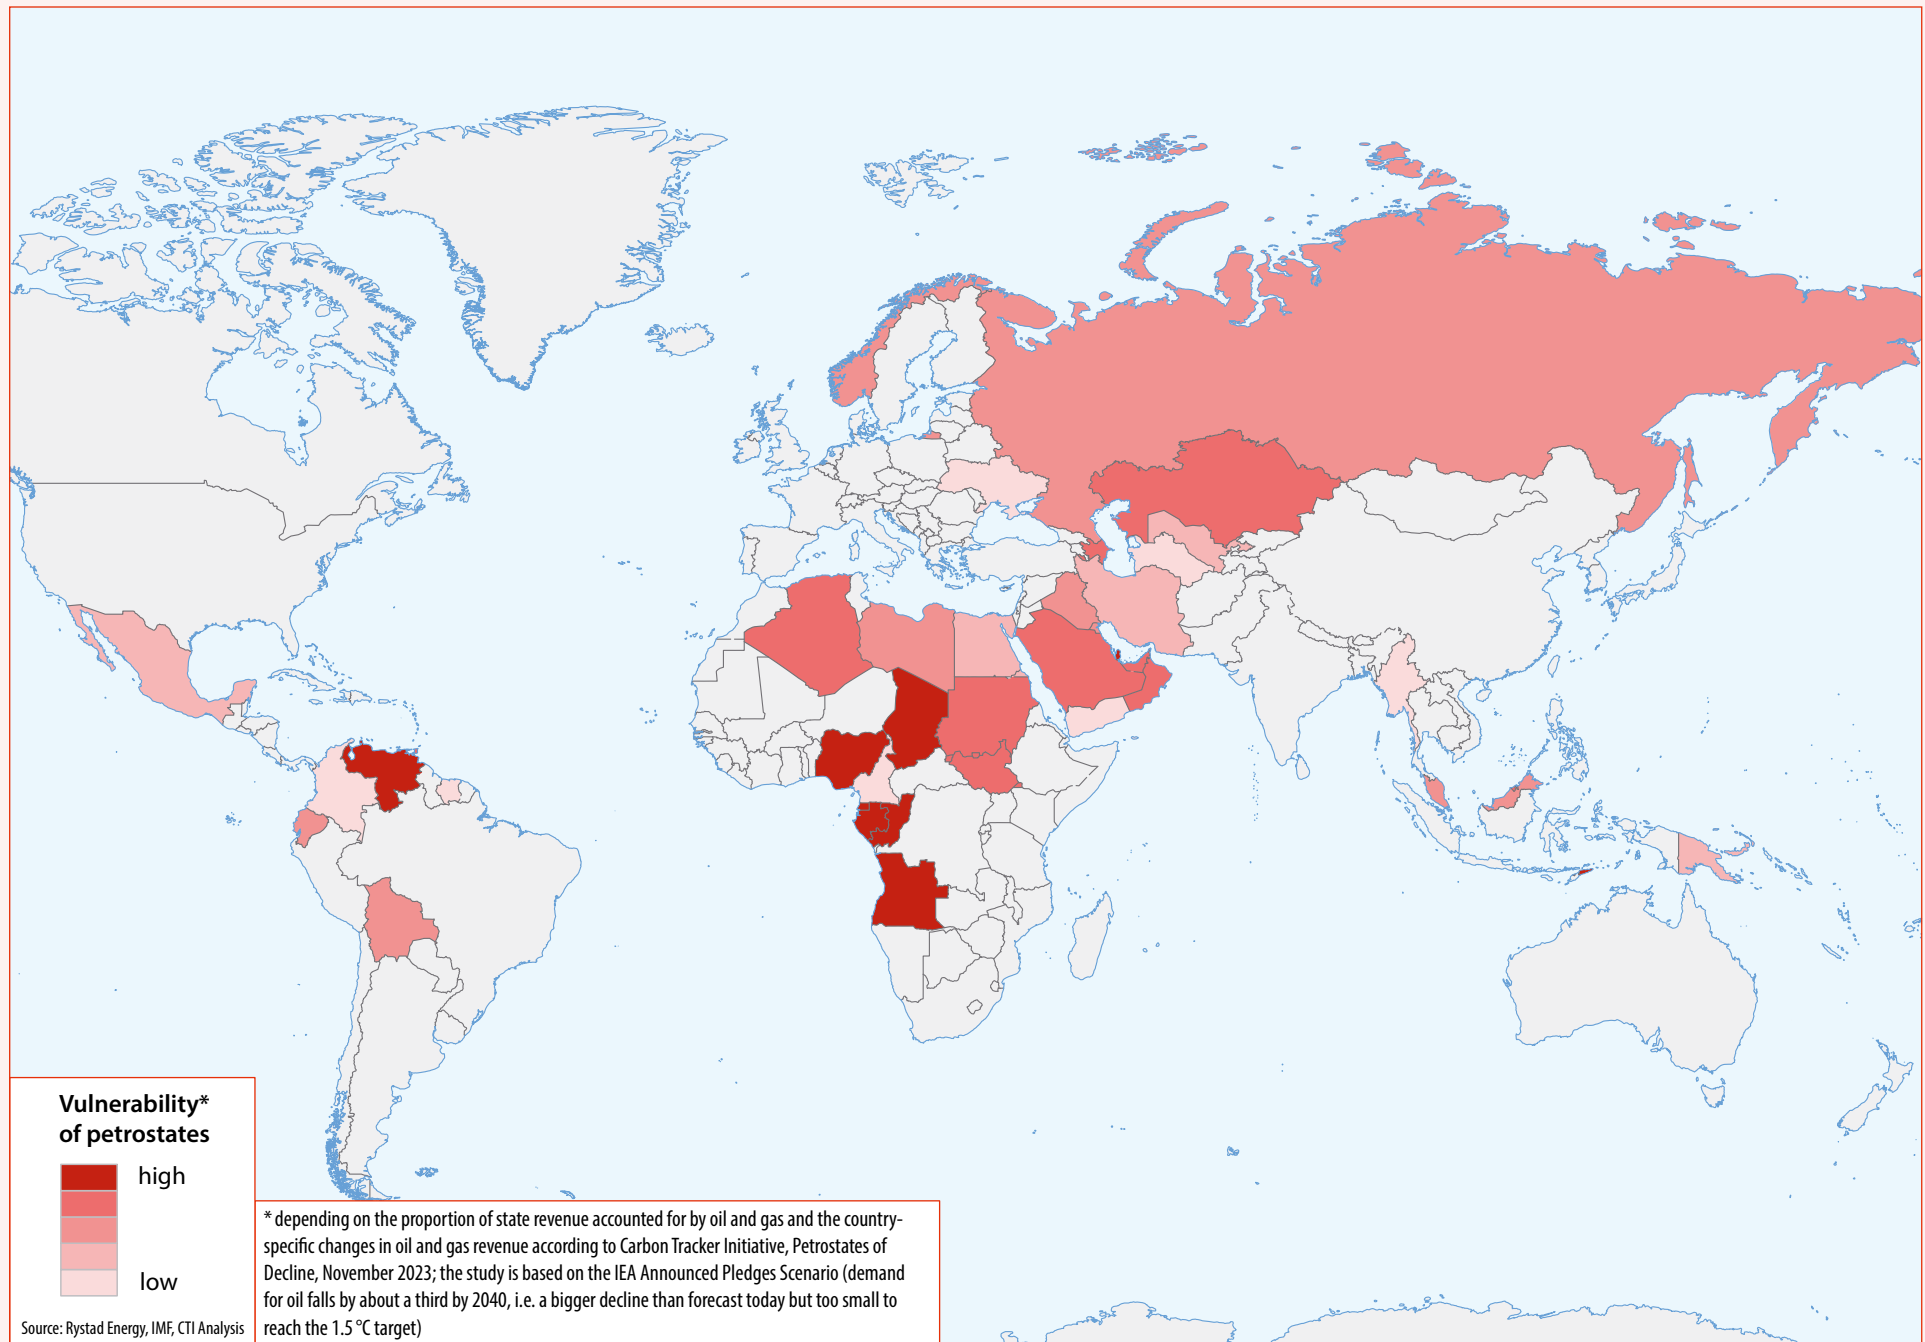 Vulnerability*
of petrostates
high
low
Source: Rystad Energy, IMF, CTI Analysis
* depending on the proportion of state revenue accounted for by oil and gas and the country-
specific changes in oil and gas revenue according to Carbon Tracker Initiative, Petrostates of
Decline, November 2023; the study is based on the IEA Announced Pledges Scenario (demand
for oil falls by about a third by 2040, i.e. a bigger decline than forecast today but too small to
reach the 1.5 °C target)